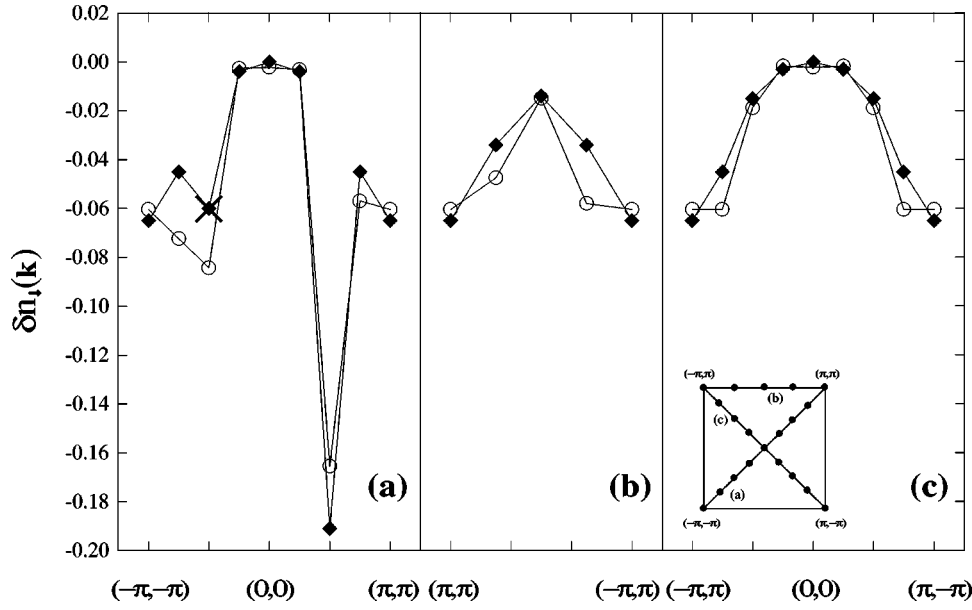 δn↓(k)
0.02
0.00
-0.02
-0.04
-0.06
-0.08
-0.10
-0.12
-0.14
-0.16
-0.18
-0.20
(a)
(b)
(c)
(−π,π)
(π,π)
(b)
(c)
(a)
(−π,−π)
(π,−π)
(−π,−π)
(0,0)
(π,π)
(π,π)
(−π,π)
(−π,π)
(0,0)
(π,−π)